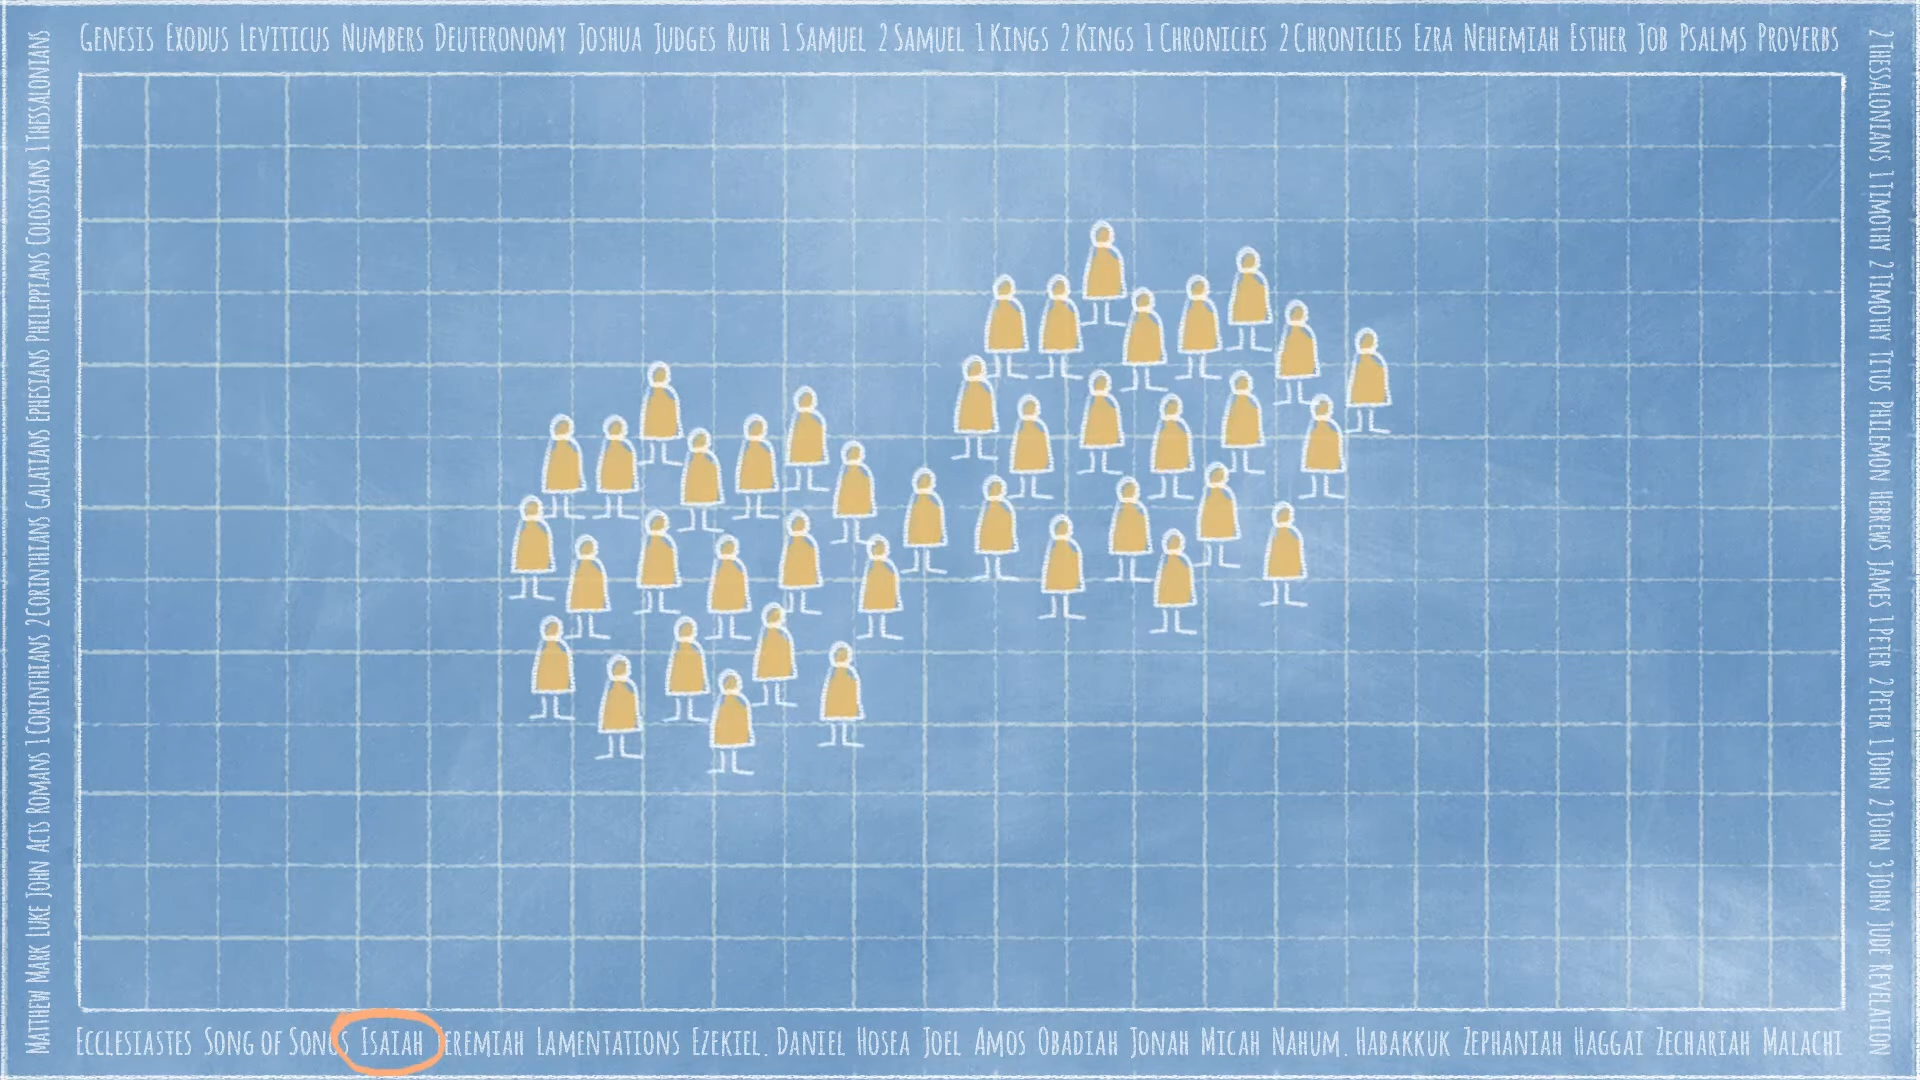 Genesis Exodus Leviticus Numbers Deuteronomy Joshua Judges Ruth 1 Samuel 2 Samuel 1 Kings 2 Kings 1 Chronicles 2 Chronicles Ezra Nehemiah Esther Job Psalms Proverbs
Matthew Mark Luke John Acts Romans 1 Corinthians 2 Corinthians Galatians Ephesians Philippians Colossians 1 Thessalonians
2 Thessalonians 1 Timothy 2 Timothy Titus Philemon Hebrews James 1 Peter 2 Peter 1 John 2 John 3 John Jude Revelation
Ecclesiastes Song of Songs Isaiah Jeremiah Lamentations Ezekiel. Daniel Hosea Joel Amos Obadiah Jonah Micah Nahum. Habakkuk Zephaniah Haggai Zechariah Malachi